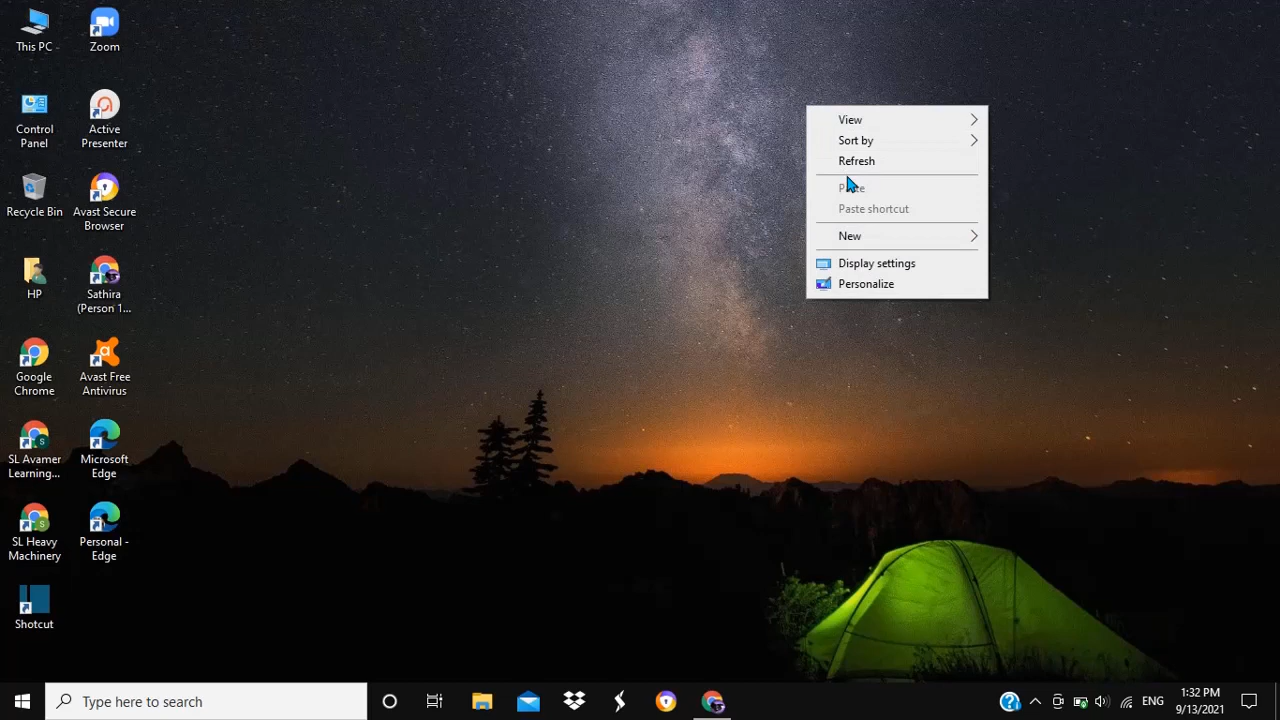 This PC
Zoom
Control
Panel
Active
Presenter
Recycle Bin
Avast Secure
Browser
HP
Sathira
(Person 1...
Google
Chrome
Avast Free
Antivirus
SL Avamer
Learning...
Microsoft
Edge
SL Heavy
Machinery
Personal -
Edge
Shotcut
View
Sort by
Refresh
Paste
Paste shortcut
New
Display settings
Personalize
Type here to search
ENG
1:32 PM
9/13/2021